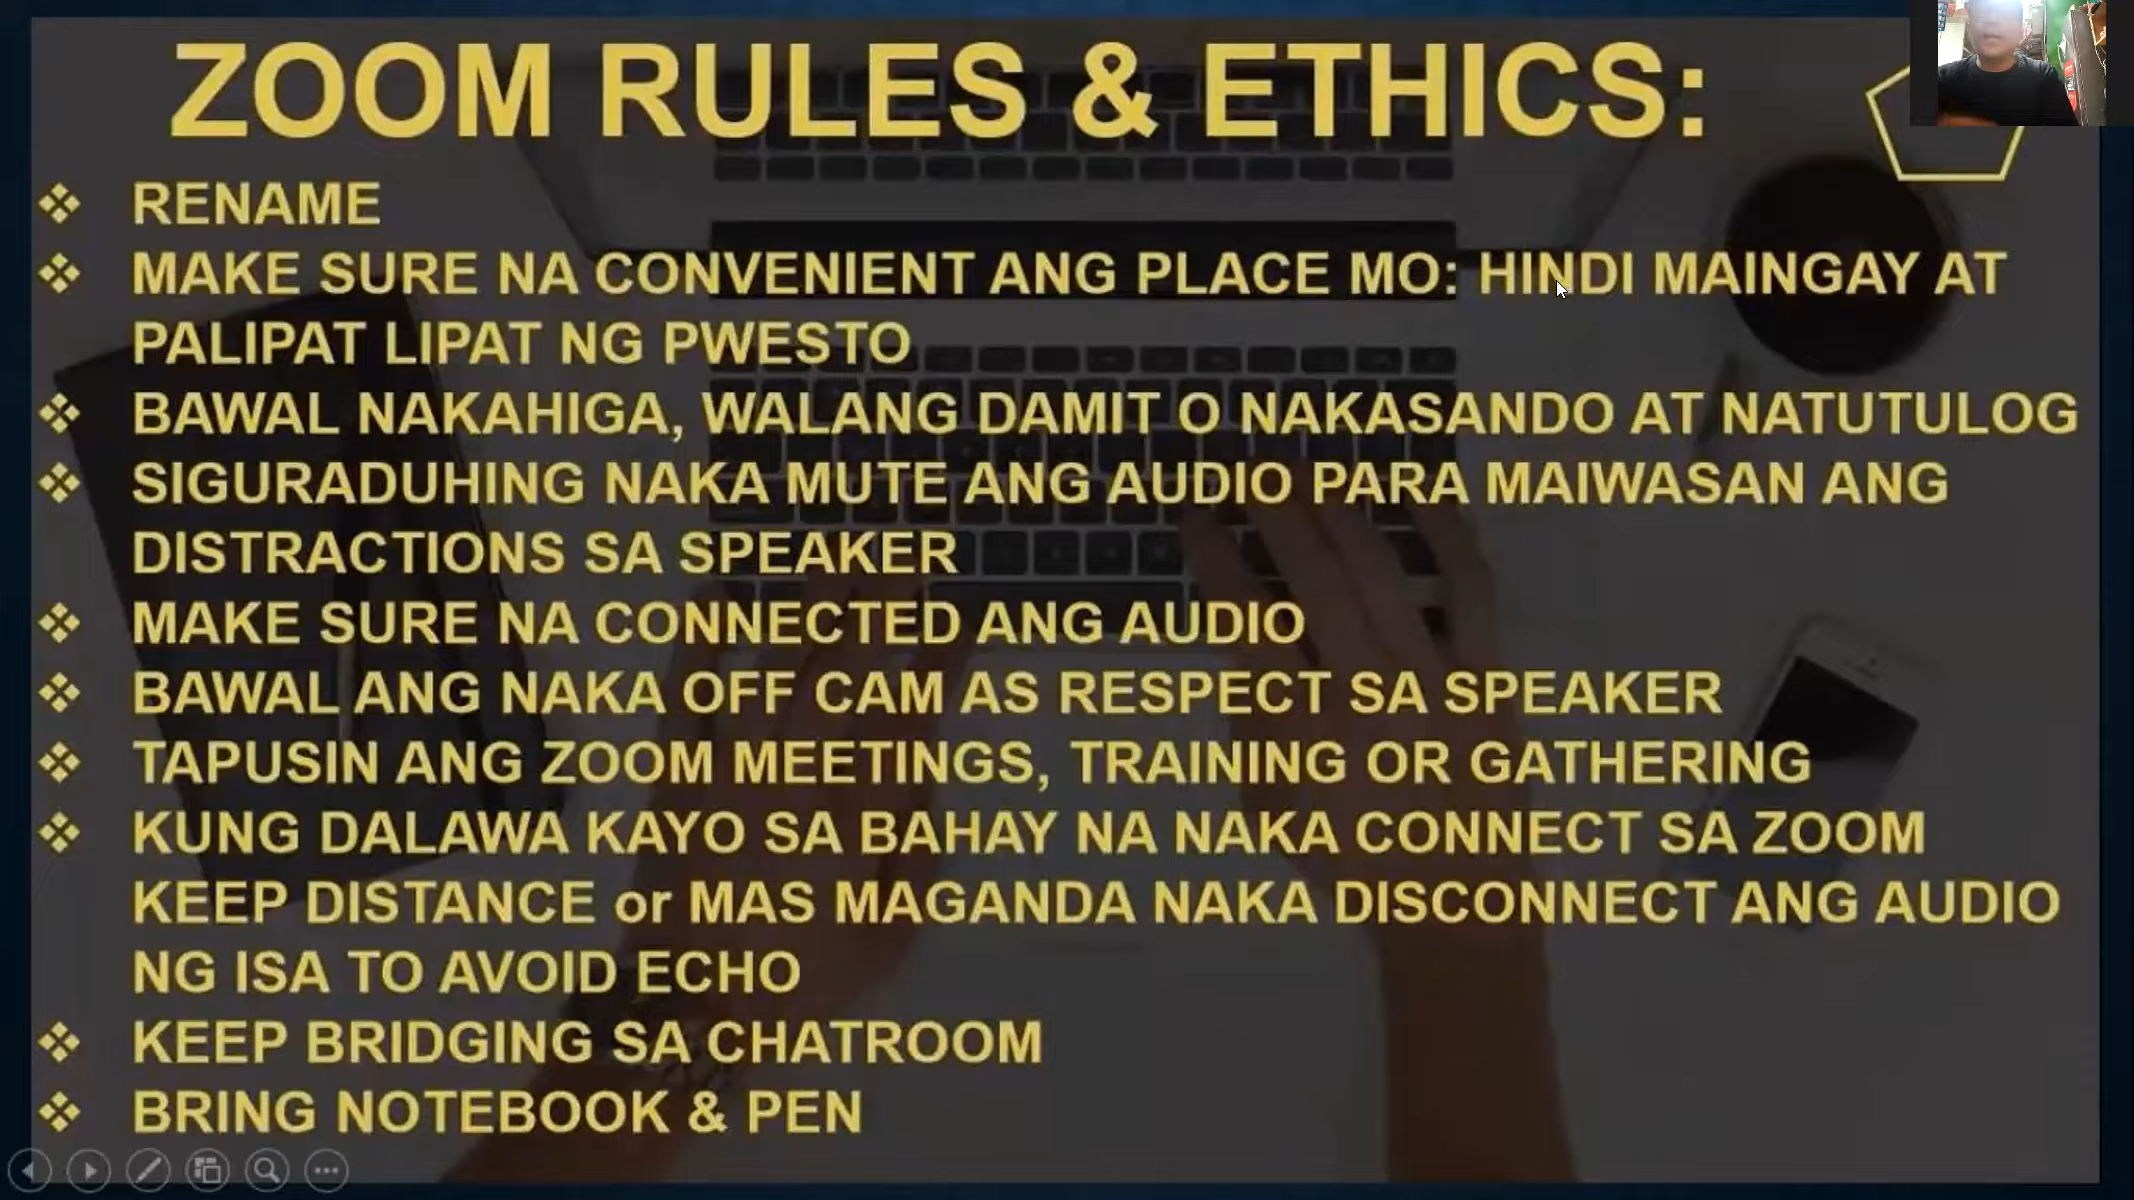 ZOOM RULES & ETHICS:
RENAME
MAKE SURE NA CONVENIENT ANG PLACE MO: HINDI MAINGAY AT
PALIPAT LIPAT NG PWESTO
BAWAL NAKAHIGA, WALANG DAMIT O NAKASANDO AT NATUTULOG
SIGURADUHING NAKA MUTE ANG AUDIO PARA MAIWASAN ANG
DISTRACTIONS SA SPEAKER
MAKE SURE NA CONNECTED ANG AUDIO
BAWAL ANG NAKA OFF CAM AS RESPECT SA SPEAKER
TAPUSIN ANG ZOOM MEETINGS, TRAINING OR GATHERING
KUNG DALAWA KAYO SA BAHAY NA NAKA CONNECT SA ZOOM
KEEP DISTANCE or MAS MAGANDA NAKA DISCONNECT ANG AUDIO
NG ISA TO AVOID ECHO
KEEP BRIDGING SA CHATROOM
BRING NOTEBOOK & PEN